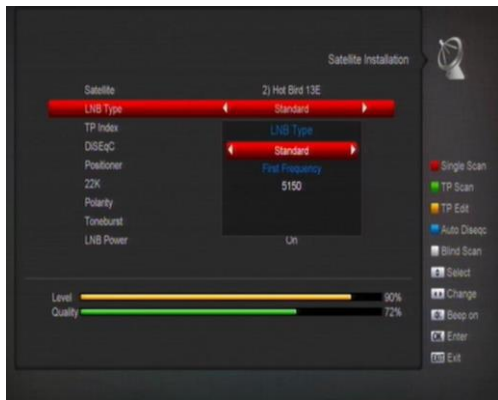 Satellite Installation
Satellite 2) Hot Bird 13E
LNB Type Standard
TP Index
DiSEqC
Positioner
22K
Polarity
Toneburst
LNB Power On
LNB Type
Standard
First Frequency
5150
Level 90%
Quality 72%
Single Scan
TP Scan
TP Edit
Auto Diseqc
Blind Scan
Select
Change
Beep on
OK Enter
EXIT Exit